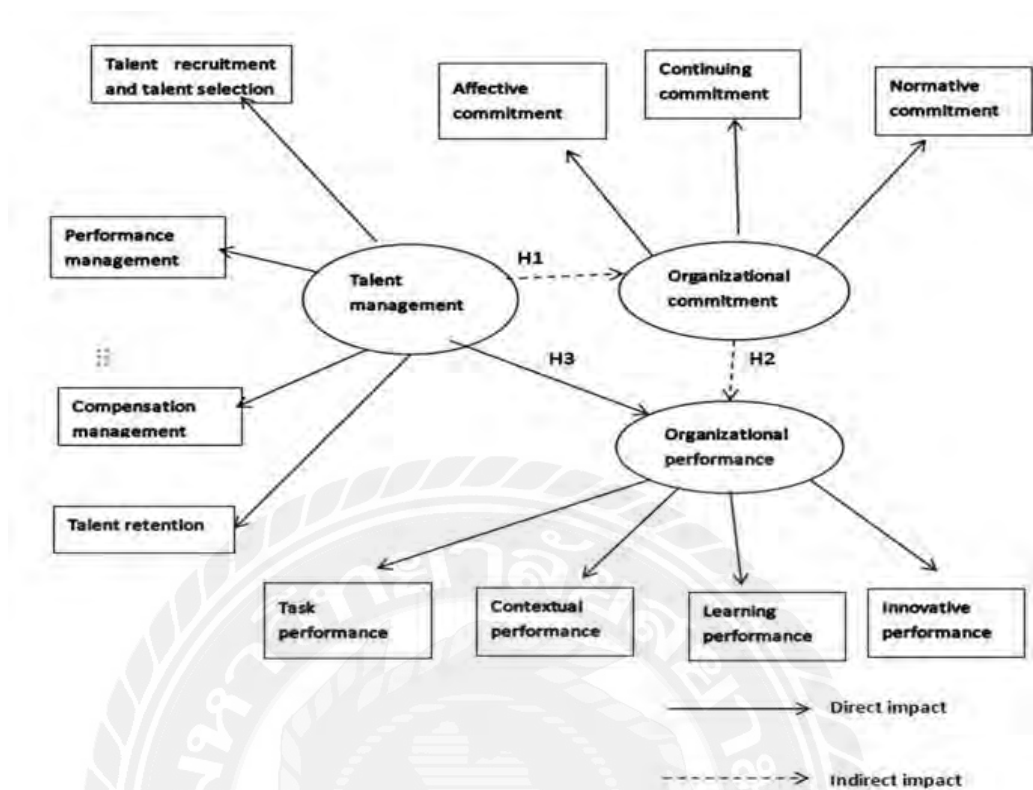 Talent recruitment
and talent selection
Affective
commitment
Continuing
commitment
Normative
commitment
Performance
management
Talent
management
H1
Organizational
commitment
H3
H2
Compensation
management
Organizational
performance
Talent retention
Task
performance
Contextual
performance
Learning
performance
Innovative
performance
Direct impact
Indirect impact